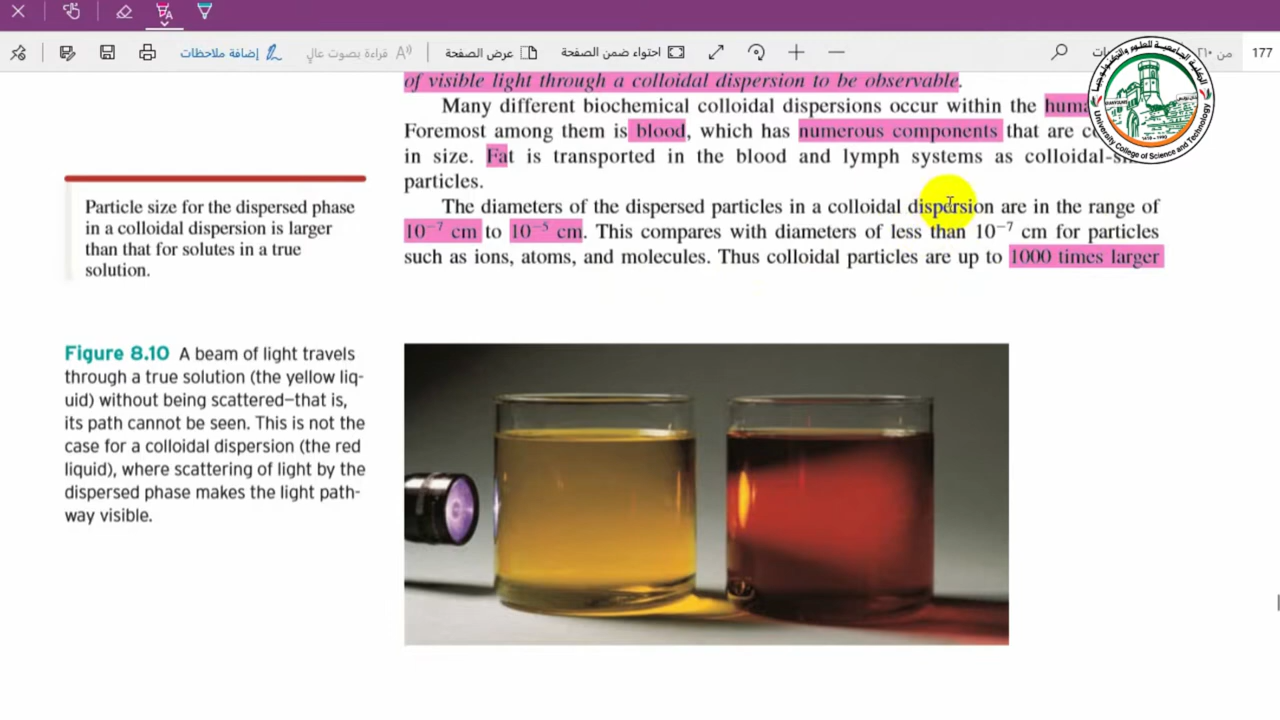 إضافة ملاحظات
قراءة بصوت عالٍ
عرض الصفحة
احتواء ضمن الصفحة
من ٢١٠
177
of visible light through a colloidal dispersion to be observable.
Many different biochemical colloidal dispersions occur within the
Foremost among them is blood, which has numerous components that are
in size. Fat is transported in the blood and lymph systems as
particles.
The diameters of the dispersed particles in a colloidal dispersion are in the range of
10⁻⁷ cm to 10⁻⁵ cm. This compares with diameters of less than 10⁻⁷ cm for particles
such as ions, atoms, and molecules. Thus colloidal particles are up to 1000 times larger
Particle size for the dispersed phase
in a colloidal dispersion is larger
than that for solutes in a true
solution.
Figure 8.10 A beam of light travels
through a true solution (the yellow liq-
uid) without being scattered—that is,
its path cannot be seen. This is not the
case for a colloidal dispersion (the red
liquid), where scattering of light by the
dispersed phase makes the light path-
way visible.
University College of Science and Technology